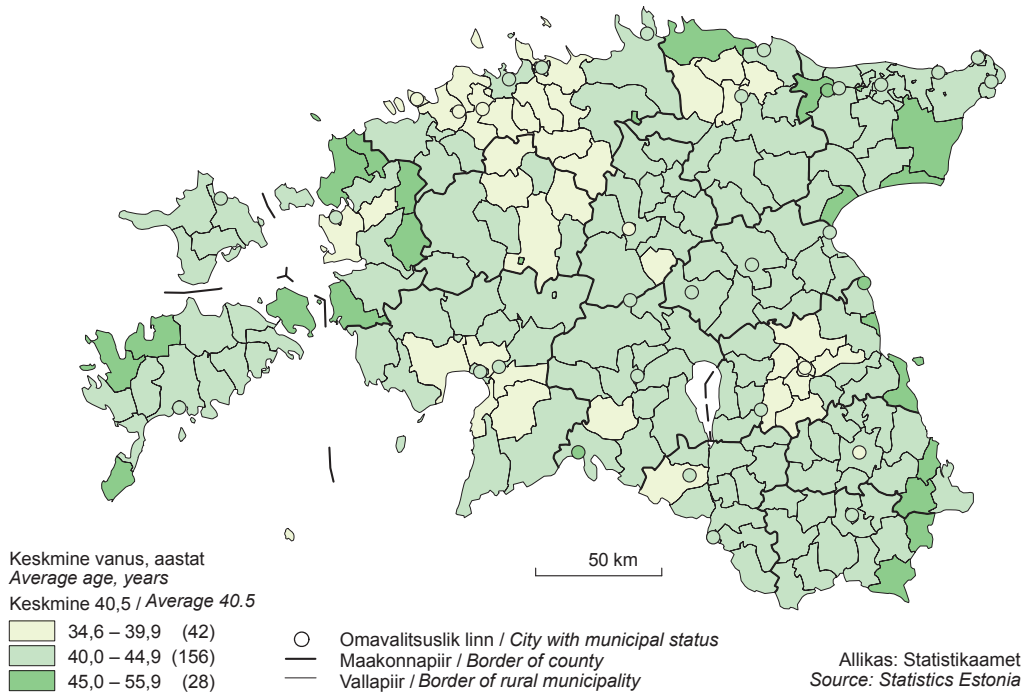 Keskmine vanus, aastat
Average age, years
Keskmine 40,5 / Average 40.5
34,6 – 39,9 (42)
40,0 – 44,9 (156)
45,0 – 55,9 (28)
50 km
Omavalitsuslik linn / City with municipal status
Maakonnapiir / Border of county
Vallapiir / Border of rural municipality
Allikas: Statistikaamet
Source: Statistics Estonia